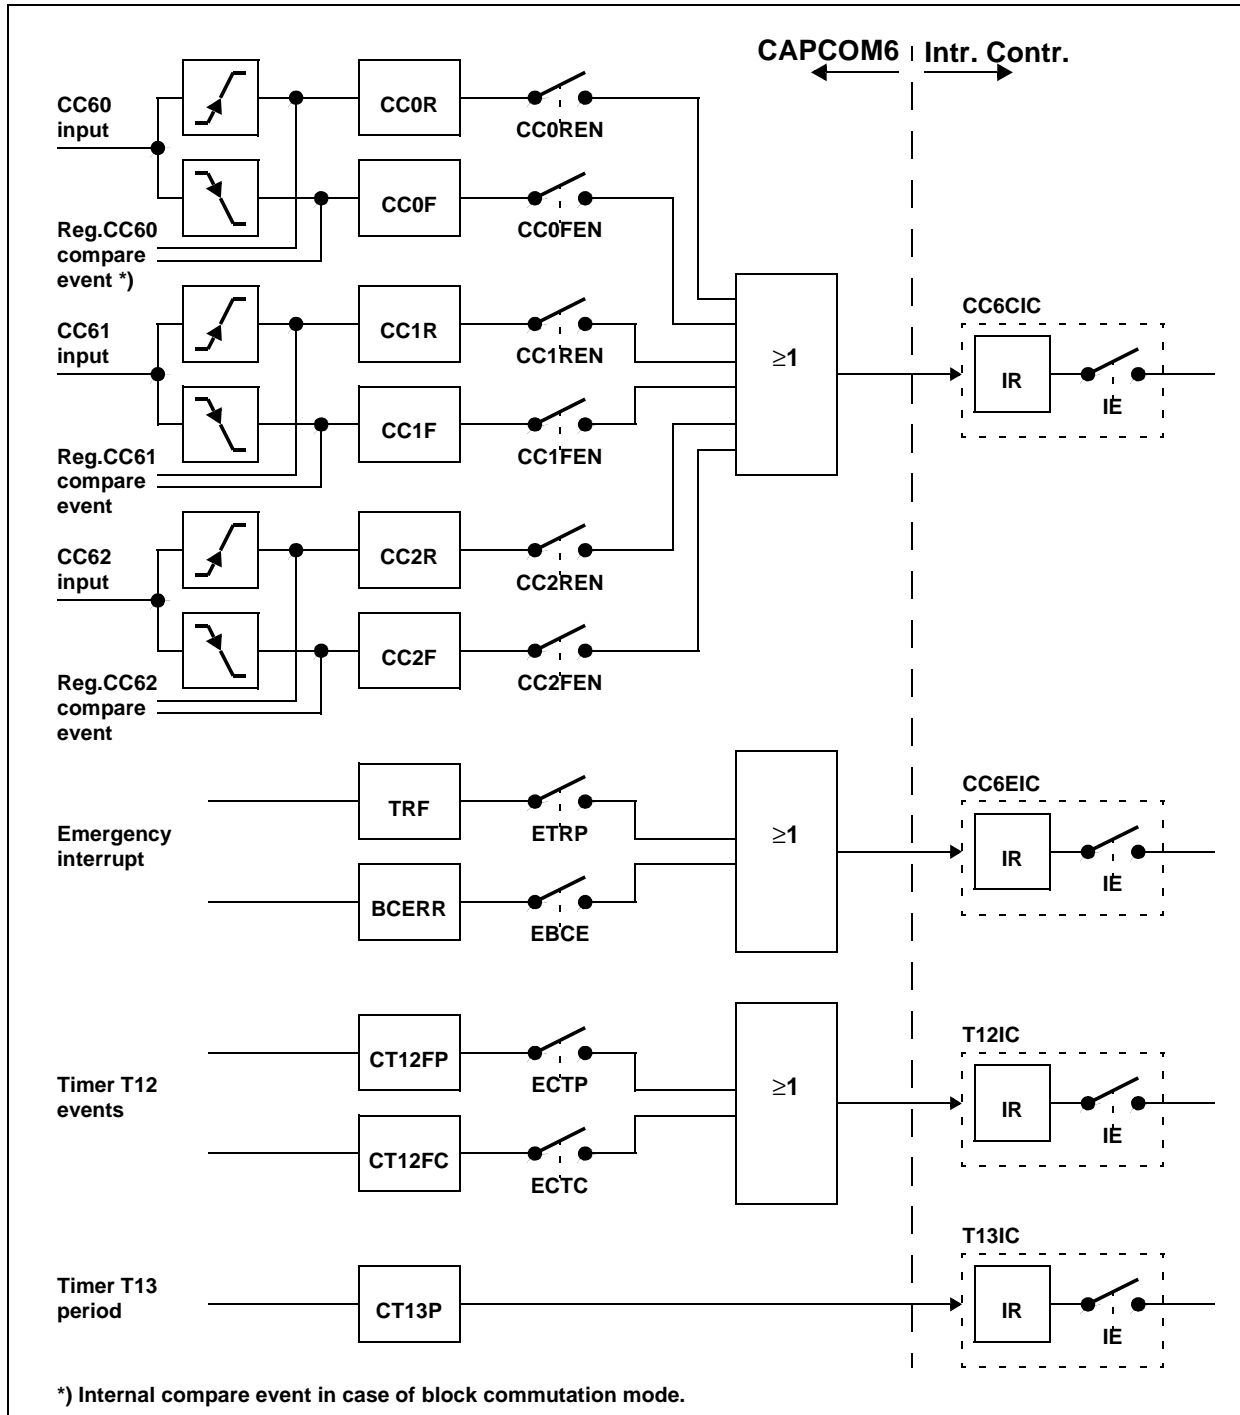 CAPCOM6 Intr. Contr.
CC60
input
CC0R
CC0REN
CC0F
CC0FEN
Reg.CC60
compare
event *)
CC61
input
CC1R
CC1REN
CC1F
CC1FEN
Reg.CC61
compare
event
CC62
input
CC2R
CC2REN
CC2F
CC2FEN
Reg.CC62
compare
event
≥1
CC6CIC
IR
IE
Emergency
interrupt
TRF
ETRP
BCERR
EBCE
≥1
CC6EIC
IR
IE
Timer T12
events
CT12FP
ECTP
CT12FC
ECTC
≥1
T12IC
IR
IE
Timer T13
period
CT13P
T13IC
IR
IE
*) Internal compare event in case of block commutation mode.